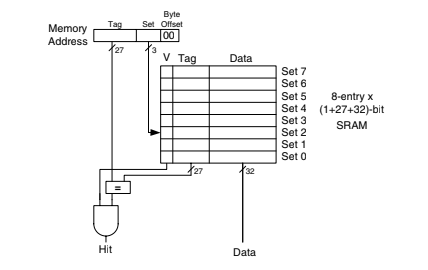 Byte
Tag Set Offset
Memory
Address
00
27 3
V Tag Data
Set 7
Set 6
Set 5
Set 4
Set 3
Set 2
Set 1
Set 0
8-entry x
(1+27+32)-bit
SRAM
27 32
=
Hit
Data